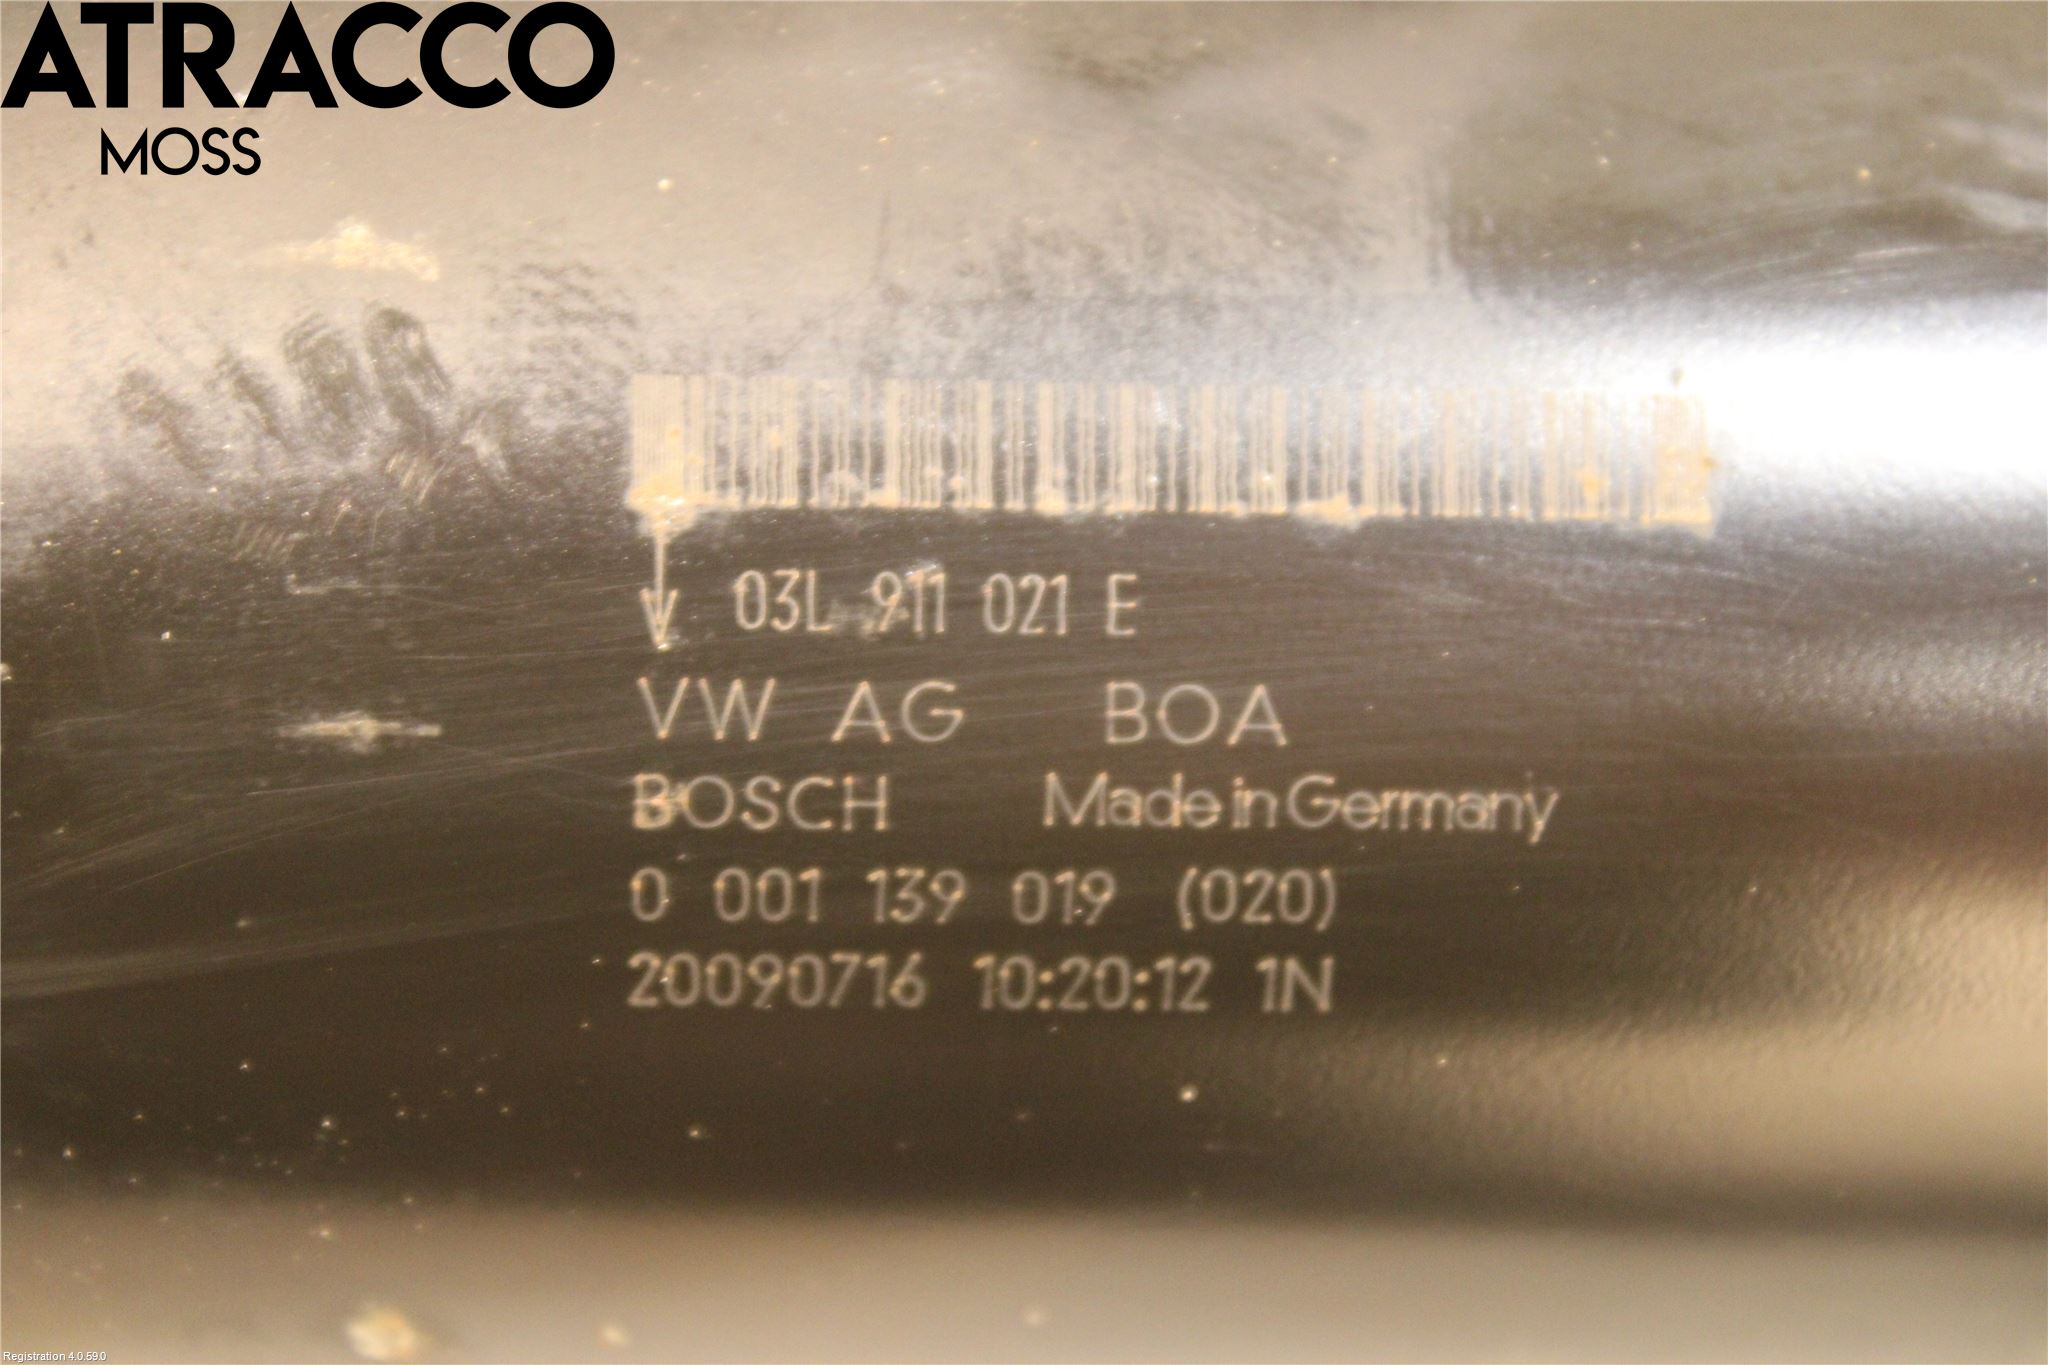 ATRACCO
MOSS
03L 911 021 E
VW AG BOA
BOSCH Made in Germany
0 001 139 019 (020)
20090716 10:20:12 1N
Registration 4.0.59.0